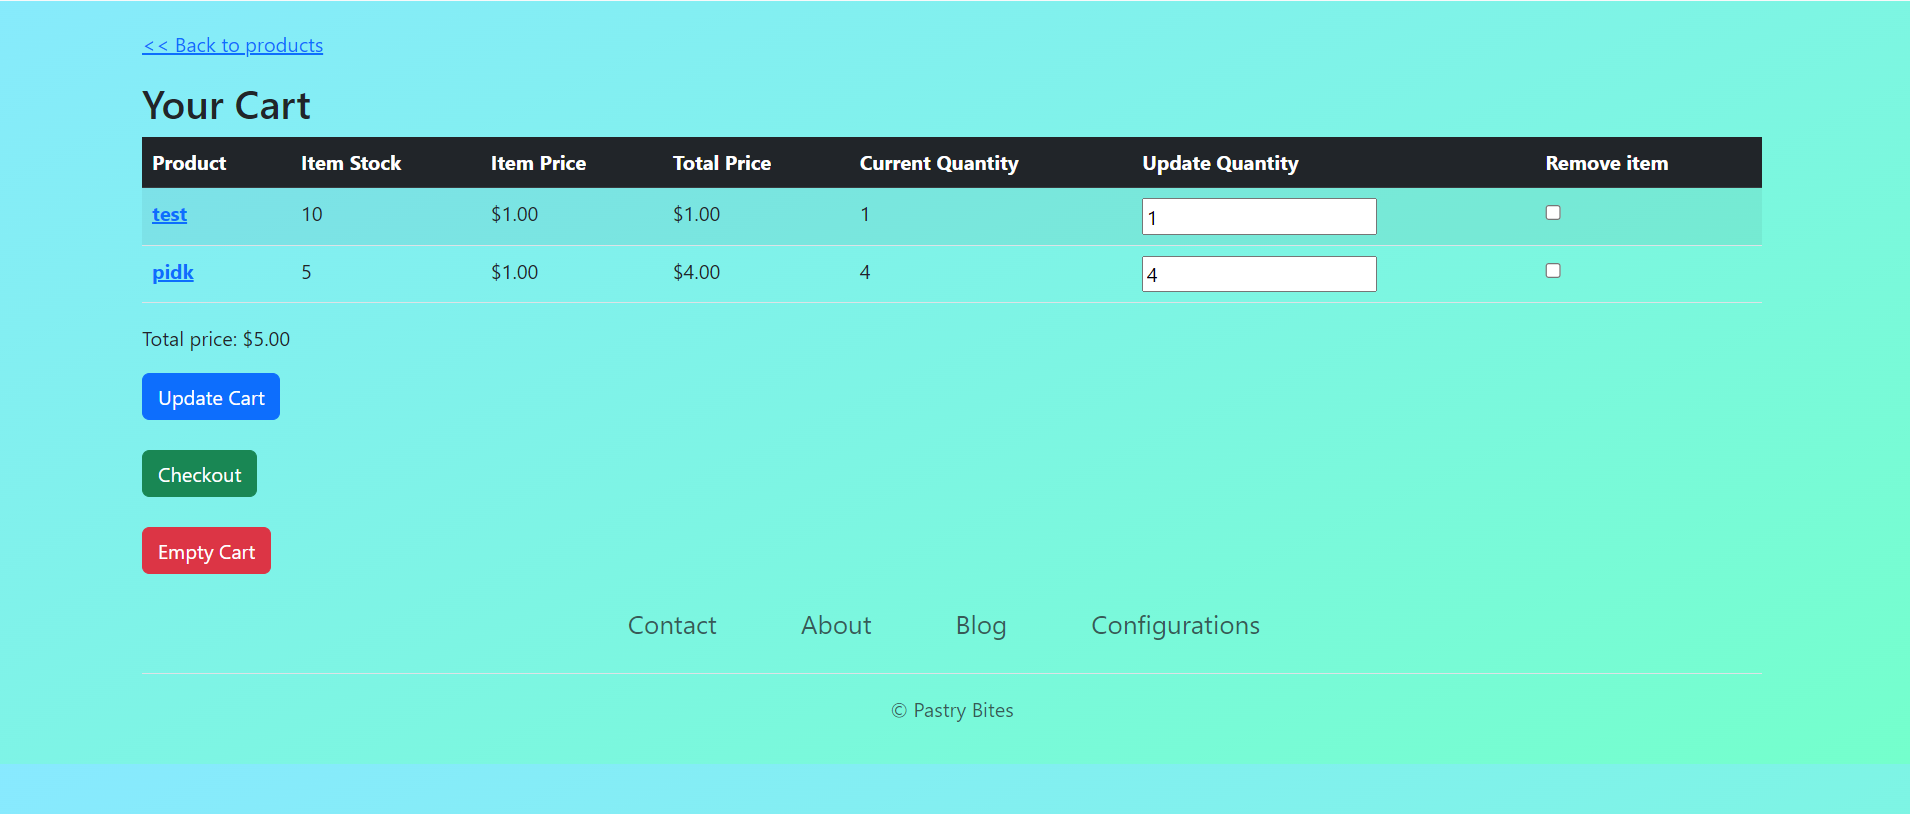 << Back to products
Your Cart
Product Item Stock Item Price Total Price Current Quantity Update Quantity Remove item
test 10 $1.00 $1.00 1 1
pidk 5 $1.00 $4.00 4 4
Total price: $5.00
Update Cart
Checkout
Empty Cart
Contact About Blog Configurations
© Pastry Bites